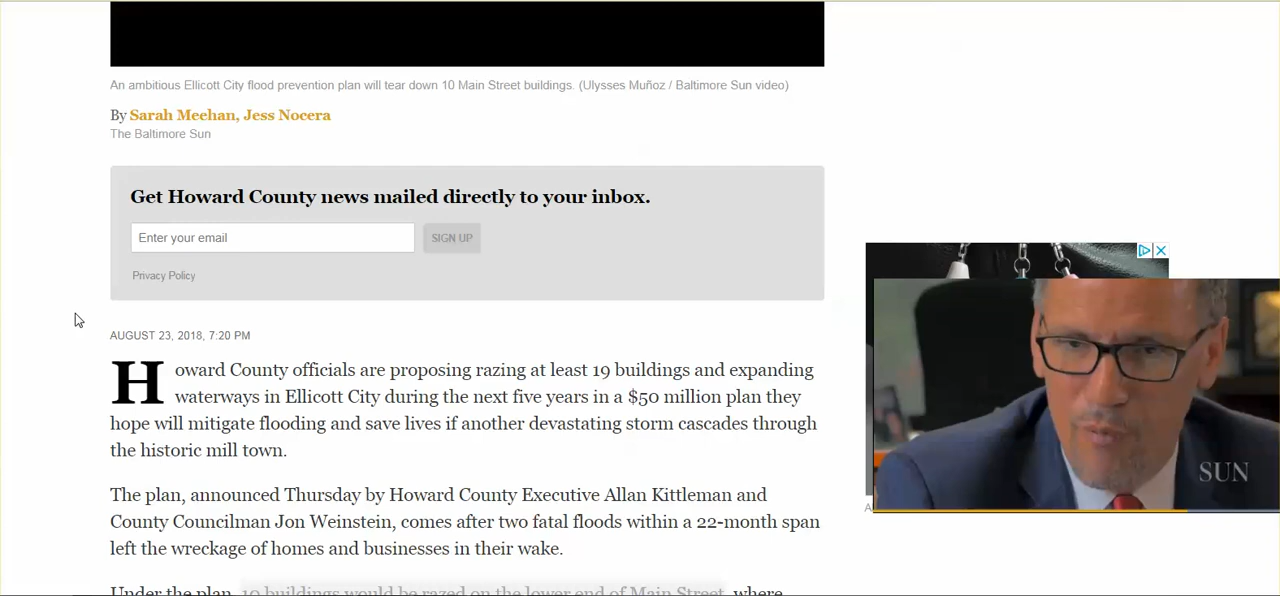 An ambitious Ellicott City flood prevention plan will tear down 10 Main Street buildings. (Ulysses Muñoz / Baltimore Sun video)
By Sarah Meehan, Jess Nocera
The Baltimore Sun
Get Howard County news mailed directly to your inbox.
Enter your email
SIGN UP
Privacy Policy
AUGUST 23, 2018, 7:20 PM
Howard County officials are proposing razing at least 19 buildings and expanding
waterways in Ellicott City during the next five years in a $50 million plan they
hope will mitigate flooding and save lives if another devastating storm cascades through
the historic mill town.
The plan, announced Thursday by Howard County Executive Allan Kittleman and
County Councilman Jon Weinstein, comes after two fatal floods within a 22-month span
left the wreckage of homes and businesses in their wake.
Under the plan, 10 buildings would be razed on the lower end of Main Street, where
SUN